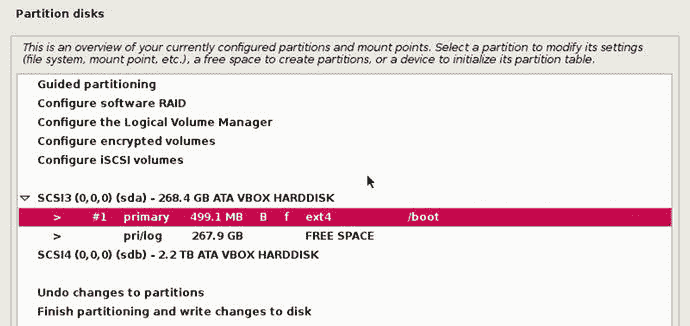 Partition disks
This is an overview of your currently configured partitions and mount points. Select a partition to modify its settings
(file system, mount point, etc.), a free space to create partitions, or a device to initialize its partition table.
Guided partitioning
Configure software RAID
Configure the Logical Volume Manager
Configure encrypted volumes
Configure iSCSI volumes
SCSI3 (0,0,0) (sda) - 268.4 GB ATA VBOX HARDDISK
> #1 primary 499.1 MB B f ext4 /boot
> pri/log 267.9 GB FREE SPACE
SCSI4 (0,0,0) (sdb) - 2.2 TB ATA VBOX HARDDISK
Undo changes to partitions
Finish partitioning and write changes to disk